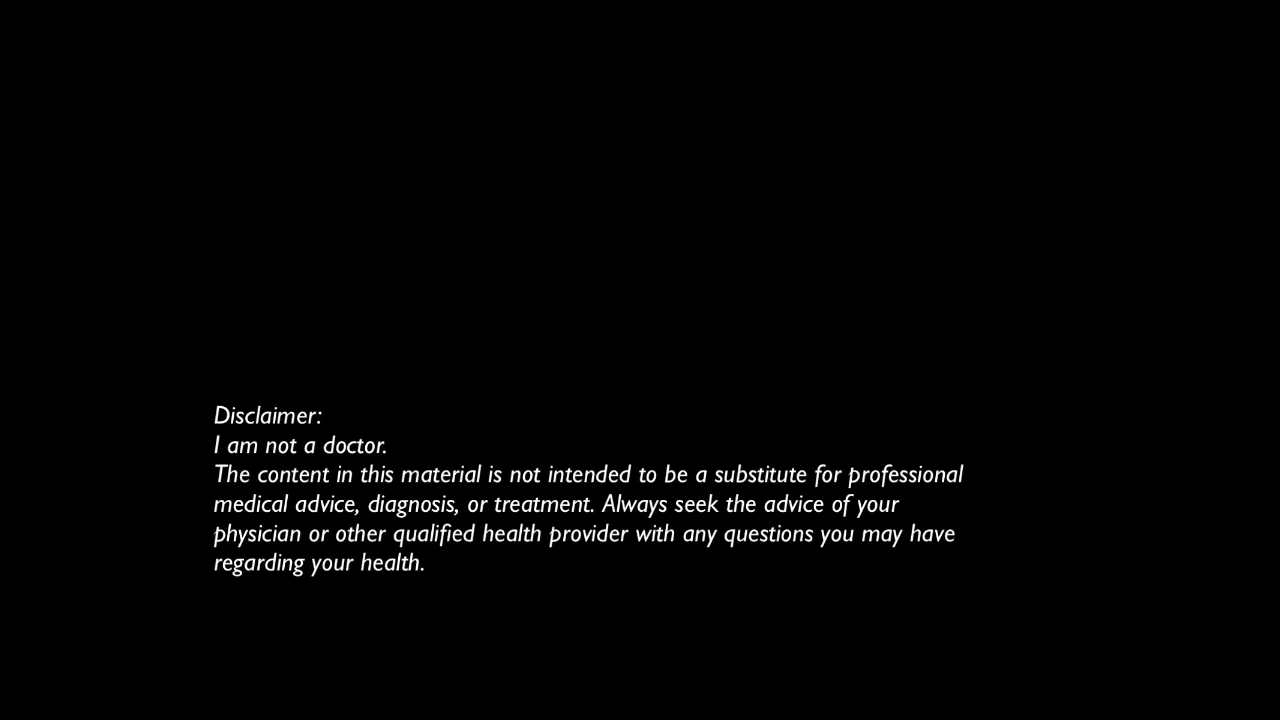 Disclaimer:
I am not a doctor.
The content in this material is not intended to be a substitute for professional
medical advice, diagnosis, or treatment. Always seek the advice of your
physician or other qualified health provider with any questions you may have
regarding your health.